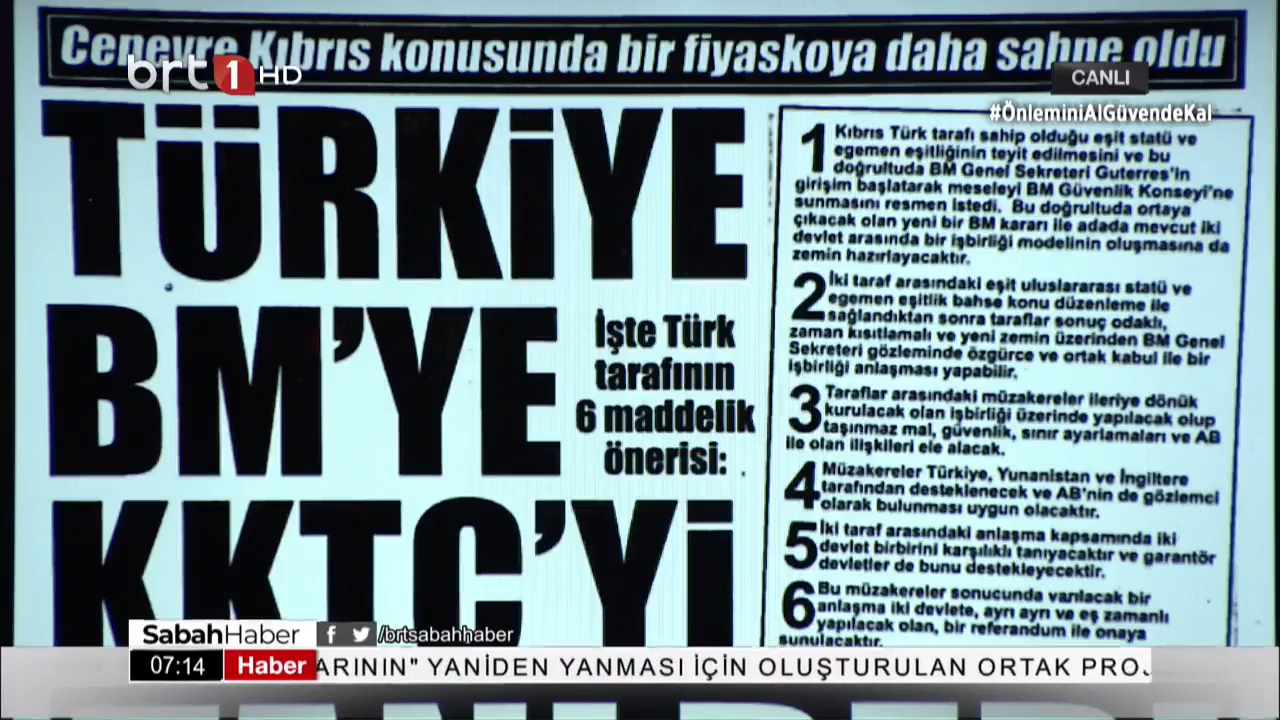 Cenevre Kıbrıs konusunda bir fiyaskoya daha sahne oldu
brt 1 HD
CANLI
#ÖnleminiAlGüvendeKal
TÜRKİYE
BM'YE
KKTC'Yİ
İşte Türk
tarafının
6 maddelik
önerisi:
1 Kıbrıs Türk tarafı sahip olduğu eşit statü ve
egemen eşitliğinin teyit edilmesini ve bu
doğrultuda BM Genel Sekreteri Guterres'in
girişim başlatarak meseleyi BM Güvenlik Konseyi'ne
sunmasını resmen istedi. Bu doğrultuda ortaya
çıkacak olan yeni bir BM kararı ile adada mevcut iki
devlet arasında bir işbirliği modelinin oluşmasına da
zemin hazırlayacaktır.
2 İki taraf arasındaki eşit uluslararası statü ve
egemen eşitlik bahse konu düzenleme ile
sağlandıktan sonra taraflar sonuç odaklı,
zaman kısıtlamalı ve yeni zemin üzerinden BM Genel
Sekreteri gözleminde özgürce ve ortak kabul ile bir
işbirliği anlaşması yapabilir.
3 Taraflar arasındaki müzakereler ileriye dönük
kurulacak olan işbirliği üzerinde yapılacak olup
taşınmaz mal, güvenlik, sınır ayarlamaları ve AB
ile olan ilişkileri ele alacak.
4 Müzakereler Türkiye, Yunanistan ve İngiltere
tarafından desteklenecek ve AB'nin de gözlemci
olarak bulunması uygun olacaktır.
5 İki taraf arasındaki anlaşma kapsamında iki
devlet birbirini karşılıklı tanıyacaktır ve garantör
devletler de bunu destekleyecektir.
6 Bu müzakereler sonucunda varılacak bir
anlaşma iki devlete, ayrı ayrı ve eş zamanlı
yapılacak olan, bir referandum ile onaya
sunulacaktır.
SabahHaber f /brtsabahhaber
07:14 Haber ARININ" YANİDEN YANMASI İÇİN OLUŞTURULAN ORTAK PROJ